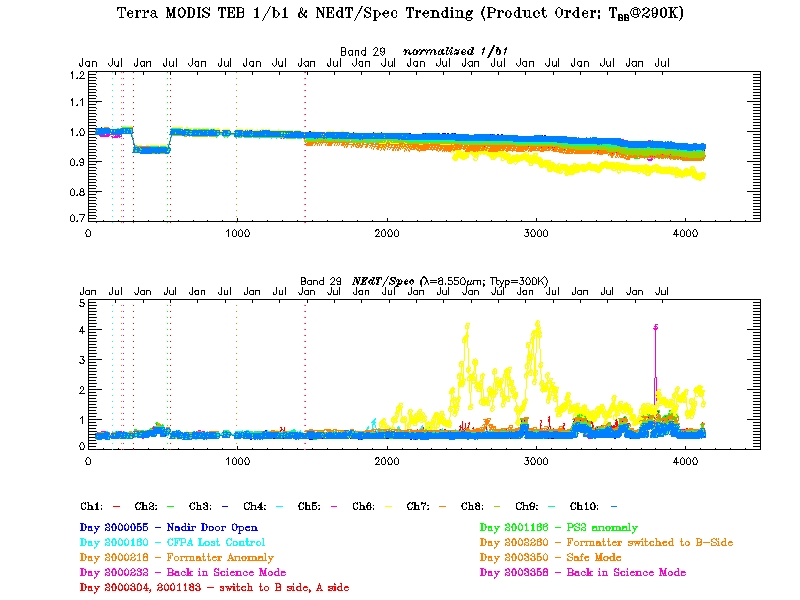 Terra MODIS TEB 1/b1 & NEdT/Spec Trending (Product Order; TBB@290K)
Band 29 normalized 1/b1
Jan Jul Jan Jul Jan Jul Jan Jul Jan Jul Jan Jul Jan Jul Jan Jul Jan Jul Jan Jul Jan Jul
1.2
1.1
1.0
0.9
0.8
0.7
0 1000 2000 3000 4000
Band 29 NEdT/Spec (λ=8.550μm; Ttyp=300K)
Jan Jul Jan Jul Jan Jul Jan Jul Jan Jul Jan Jul Jan Jul Jan Jul Jan Jul Jan Jul Jan Jul
5
4
3
2
1
0
0 1000 2000 3000 4000
Ch1: Ch2: Ch3: Ch4: Ch5: Ch6: Ch7: Ch8: Ch9: Ch10:
Day 2000055 - Nadir Door Open
Day 2000160 - CFPA Lost Control
Day 2000218 - Formatter Anomaly
Day 2000232 - Back in Science Mode
Day 2000304, 2001183 - switch to B side, A side
Day 2001166 - PS2 anomaly
Day 2002260 - Formatter switched to B-Side
Day 2003350 - Safe Mode
Day 2003358 - Back in Science Mode